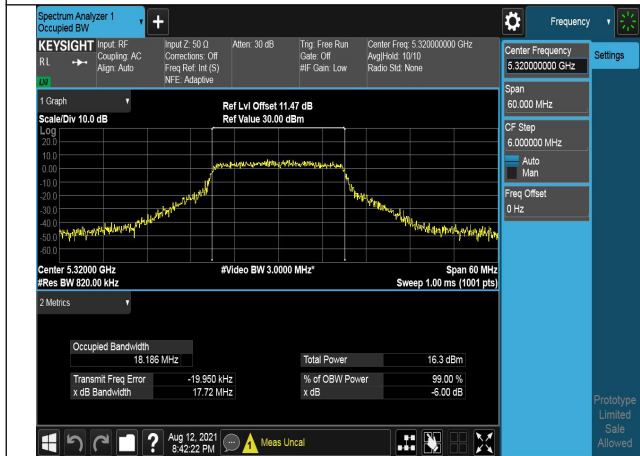 Spectrum Analyzer 1
Occupied BW
Frequency
KEYSIGHT
R L
LXI
Input: RF
Coupling: AC
Align: Auto
Input Z: 50 Ω
Corrections: Off
Freq Ref: Int (S)
NFE: Adaptive
Atten: 30 dB
Trig: Free Run
Gate: Off
#IF Gain: Low
Center Freq: 5.320000000 GHz
Avg|Hold: 10/10
Radio Std: None
Center Frequency
5.320000000 GHz
Settings
Span
60.000 MHz
CF Step
6.000000 MHz
Auto
Man
Freq Offset
0 Hz
1 Graph
Scale/Div 10.0 dB
Ref Lvl Offset 11.47 dB
Ref Value 30.00 dBm
Log
20.0
10.0
0.00
-10.0
-20.0
-30.0
-40.0
-50.0
-60.0
Center 5.32000 GHz
#Video BW 3.0000 MHz*
Span 60 MHz
#Res BW 820.00 kHz
Sweep 1.00 ms (1001 pts)
2 Metrics
Occupied Bandwidth
18.186 MHz
Total Power 16.3 dBm
Transmit Freq Error -19.950 kHz
% of OBW Power 99.00 %
x dB Bandwidth 17.72 MHz
x dB -6.00 dB
Prototype
Limited
Sale
Allowed
?
Aug 12, 2021
8:42:22 PM
Meas Uncal